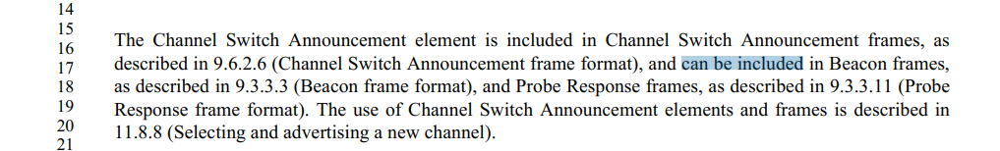 14
15
16 The Channel Switch Announcement element is included in Channel Switch Announcement frames, as
17 described in 9.6.2.6 (Channel Switch Announcement frame format), and can be included in Beacon frames,
18 as described in 9.3.3.3 (Beacon frame format), and Probe Response frames, as described in 9.3.3.11 (Probe
19 Response frame format). The use of Channel Switch Announcement elements and frames is described in
20 11.8.8 (Selecting and advertising a new channel).
21